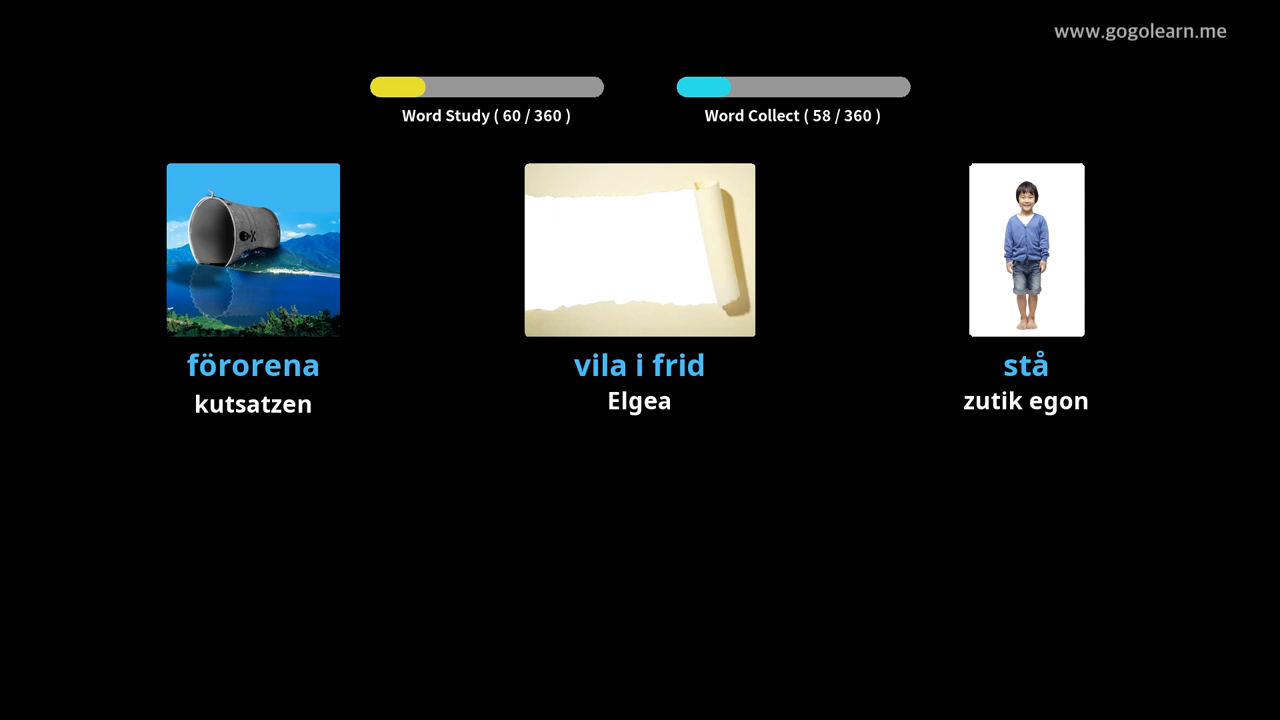 www.gogolearn.me
Word Study ( 60 / 360 )
Word Collect ( 58 / 360 )
förorena
kutsatzen
vila i frid
Elgea
stå
zutik egon